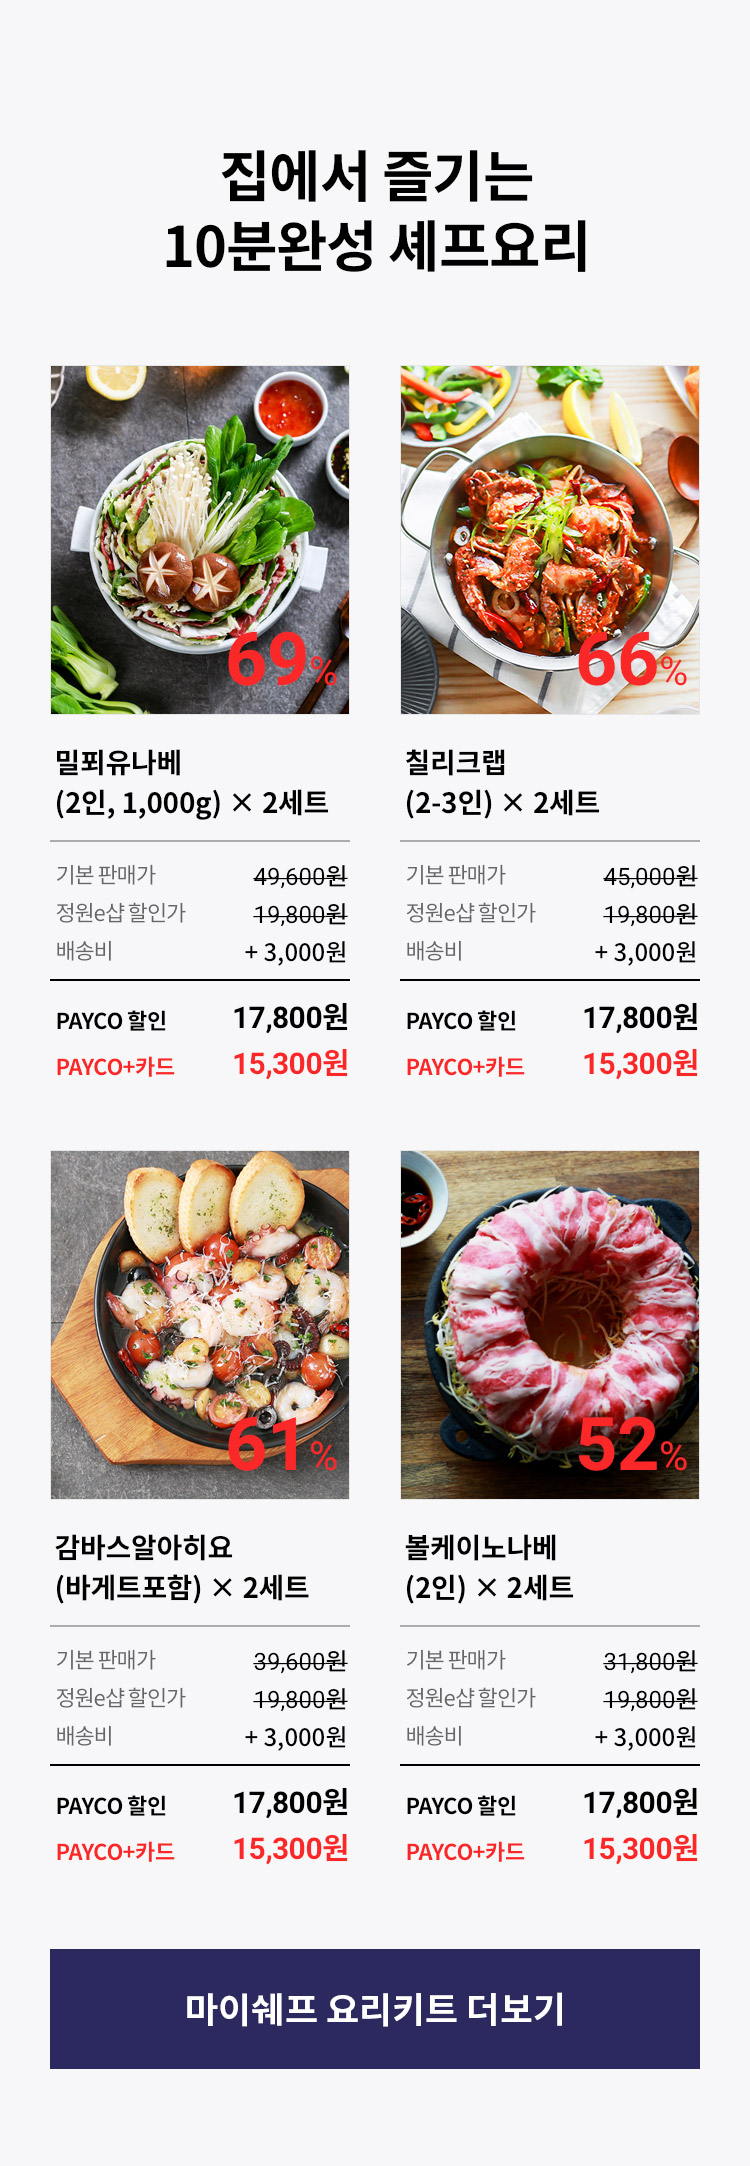 집에서 즐기는
10분완성 셰프요리
69%
밀푀유나베
(2인, 1,000g) × 2세트
기본 판매가 49,600원
정원e샵 할인가 19,800원
배송비 + 3,000원
PAYCO 할인 17,800원
PAYCO+카드 15,300원
66%
칠리크랩
(2-3인) × 2세트
기본 판매가 45,000원
정원e샵 할인가 19,800원
배송비 + 3,000원
PAYCO 할인 17,800원
PAYCO+카드 15,300원
61%
감바스알아히요
(바게트포함) × 2세트
기본 판매가 39,600원
정원e샵 할인가 19,800원
배송비 + 3,000원
PAYCO 할인 17,800원
PAYCO+카드 15,300원
52%
볼케이노나베
(2인) × 2세트
기본 판매가 31,800원
정원e샵 할인가 19,800원
배송비 + 3,000원
PAYCO 할인 17,800원
PAYCO+카드 15,300원
마이쉐프 요리키트 더보기